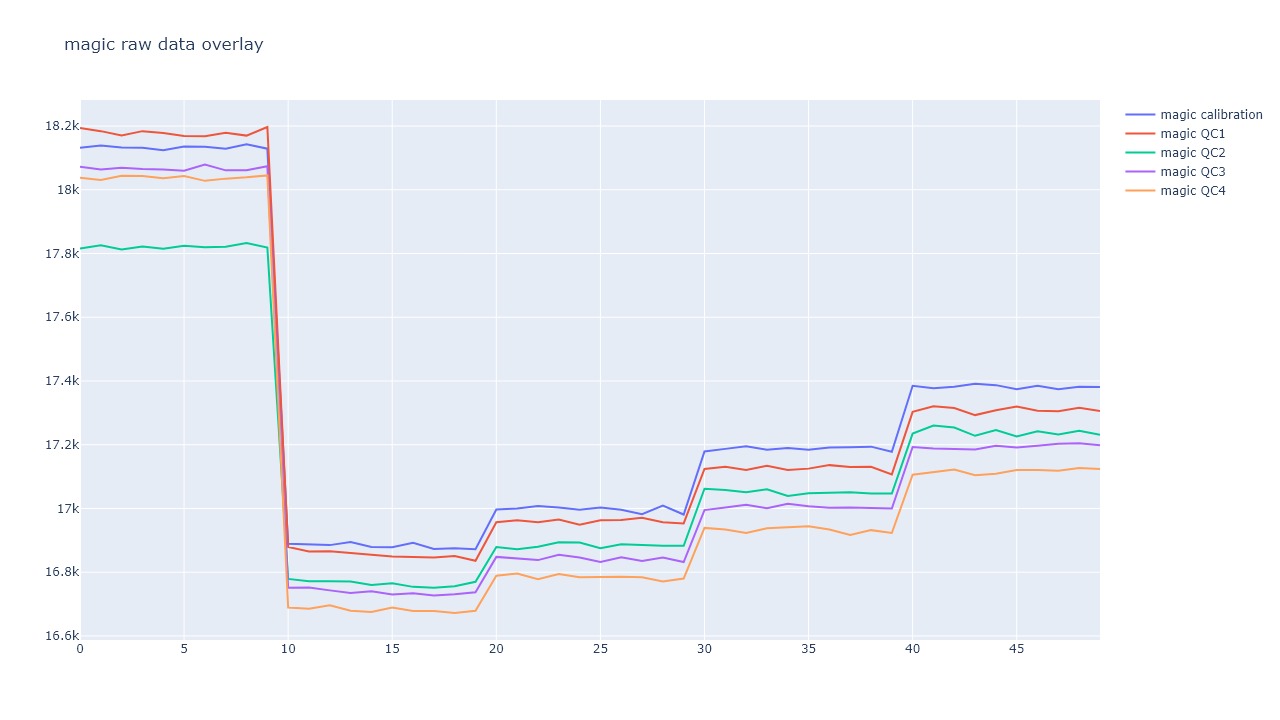 magic raw data overlay
18.2k
18k
17.8k
17.6k
17.4k
17.2k
17k
16.8k
16.6k
0 5 10 15 20 25 30 35 40 45
magic calibration
magic QC1
magic QC2
magic QC3
magic QC4